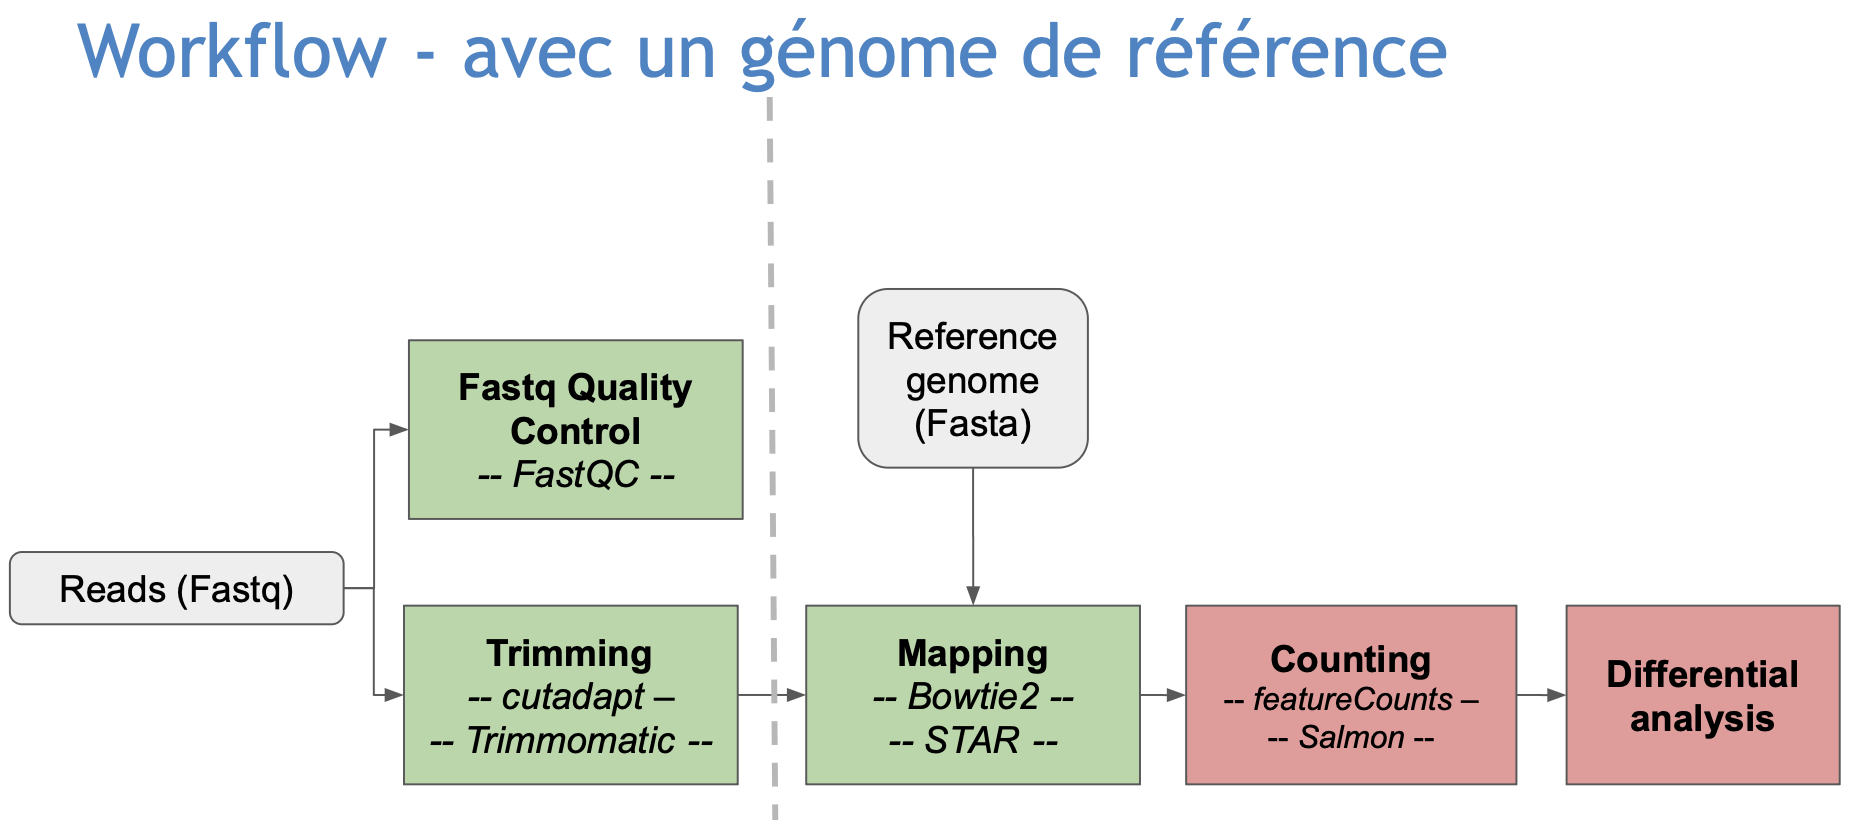 Workflow - avec un génome de référence
Reference
genome
(Fasta)
Fastq Quality
Control
-- FastQC --
Reads (Fastq)
Trimming
-- cutadapt –
-- Trimmomatic --
Mapping
-- Bowtie2 --
-- STAR --
Counting
-- featureCounts –
-- Salmon --
Differential
analysis